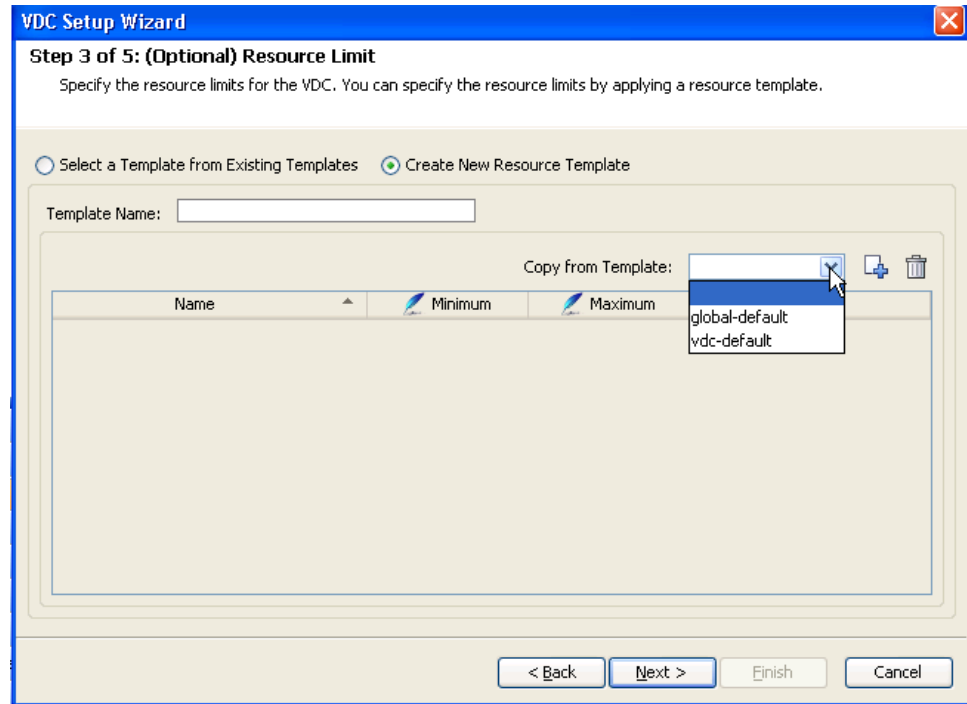 VDC Setup Wizard
Step 3 of 5: (Optional) Resource Limit
Specify the resource limits for the VDC. You can specify the resource limits by applying a resource template.
Select a Template from Existing Templates Create New Resource Template
Template Name:
Copy from Template:
Name Minimum Maximum
global-default
vdc-default
< Back Next > Finish Cancel